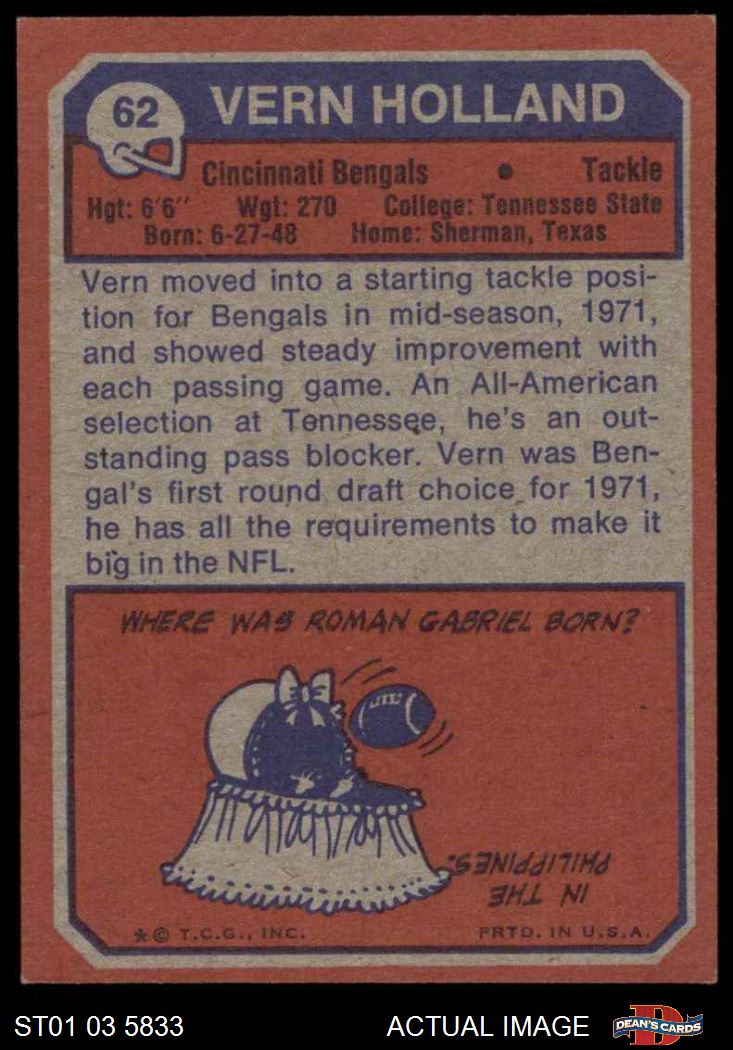 62
VERN HOLLAND
Cincinnati Bengals • Tackle
Hgt: 6'6" Wgt: 270 College: Tennessee State
Born: 6-27-48 Home: Sherman, Texas
Vern moved into a starting tackle posi-
tion for Bengals in mid-season, 1971,
and showed steady improvement with
each passing game. An All-American
selection at Tennessee, he's an out-
standing pass blocker. Vern was Ben-
gal's first round draft choice for 1971,
he has all the requirements to make it
big in the NFL.
WHERE WAS ROMAN GABRIEL BORN?
IN THE
PHILIPPINES.
* © T.C.G., INC. PRTD. IN U.S.A.
ST01 03 5833 ACTUAL IMAGE DEAN'S CARDS